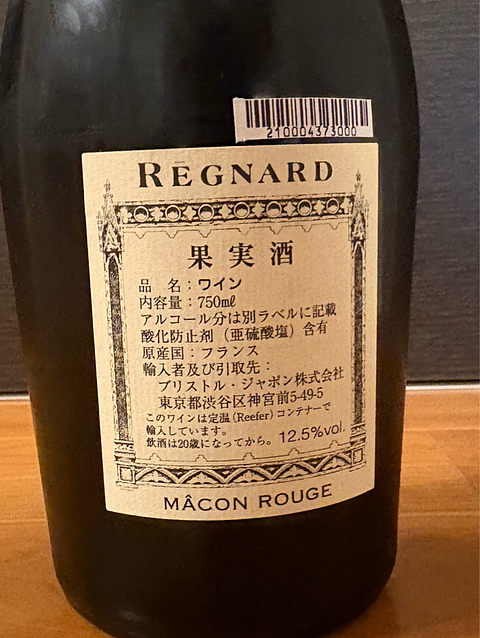 210004373000
RĒGNARD
果実酒
品 名：ワイン
内容量：750mℓ
アルコール分は別ラベルに記載
酸化防止剤（亜硫酸塩）含有
原産国：フランス
輸入者及び引取先：
ブリストル・ジャポン株式会社
東京都渋谷区神宮前5-49-5
このワインは定温(Reefer)コンテナーで
輸入しています。
飲酒は20歳になってから。 12.5%vol.
MÂCON ROUGE